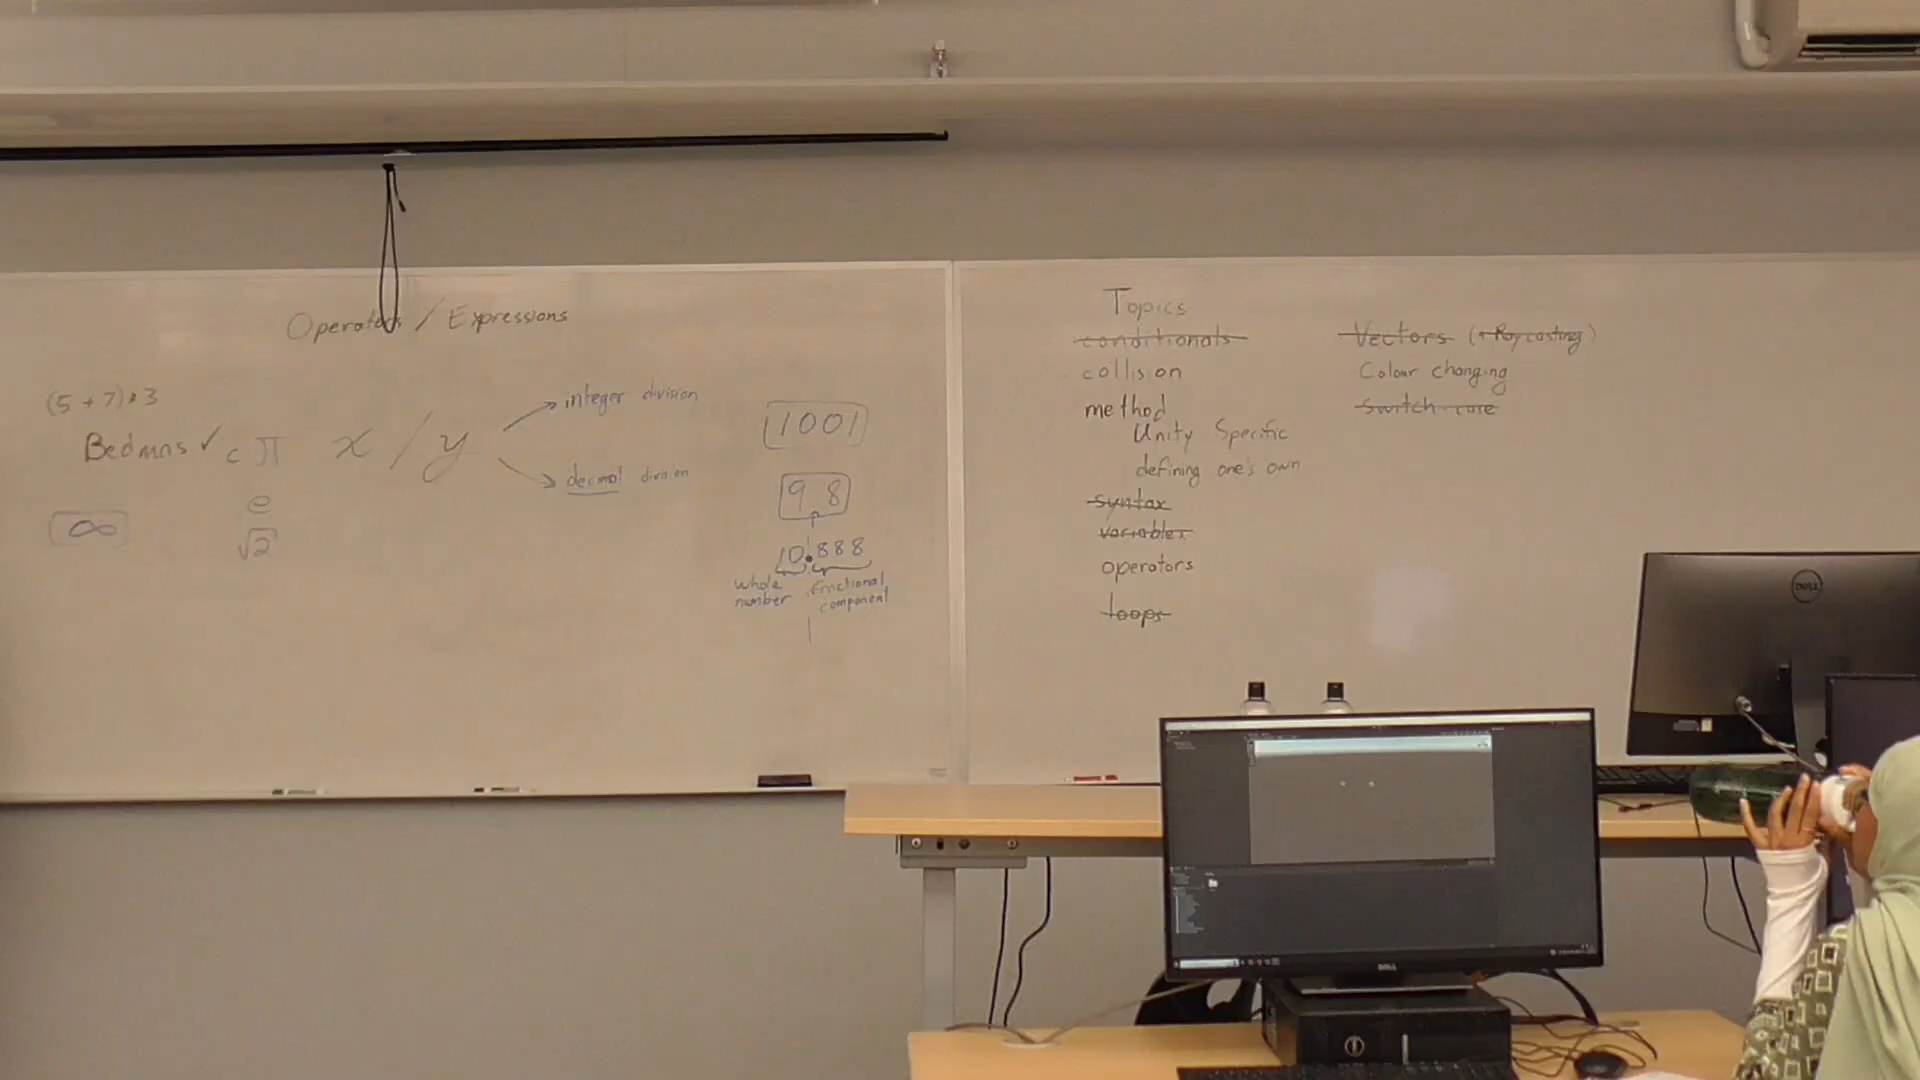 Operators / Expressions
(5 + 7) * 3
Bedmas ✓ c π x / y
e
√2
∞
integer division
decimal division
1001
9.8
10.888
whole number
Fractional component
Topics
conditionals
collision
method
Unity Specific
defining one's own
syntax
variables
operators
loops
Vectors (+Raycasting)
Colour changing
switch-case
DELL
DELL